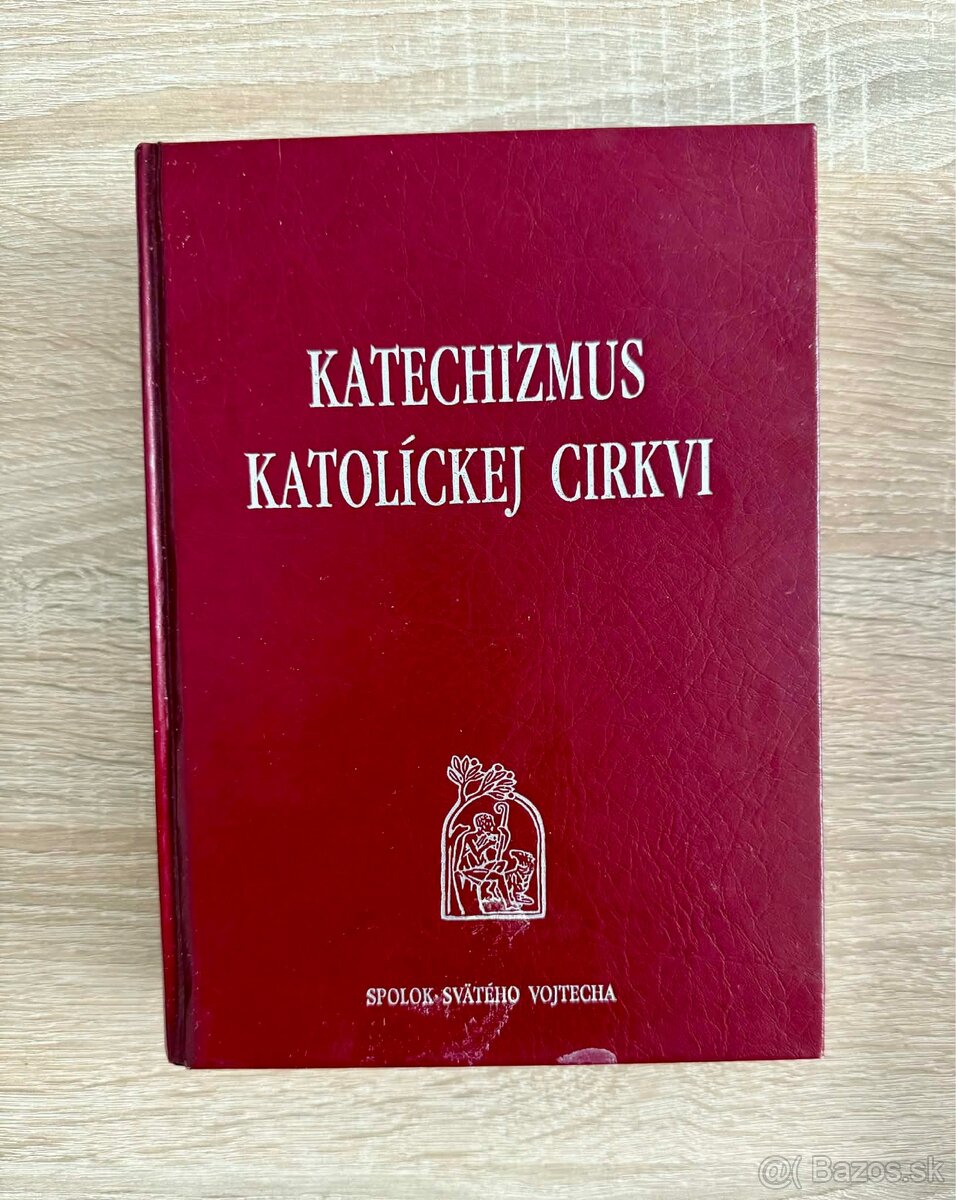 KATECHIZMUS
KATOLÍCKEJ CIRKVI
SPOLOK SVÄTÉHO VOJTECHA
@( Bazos.sk